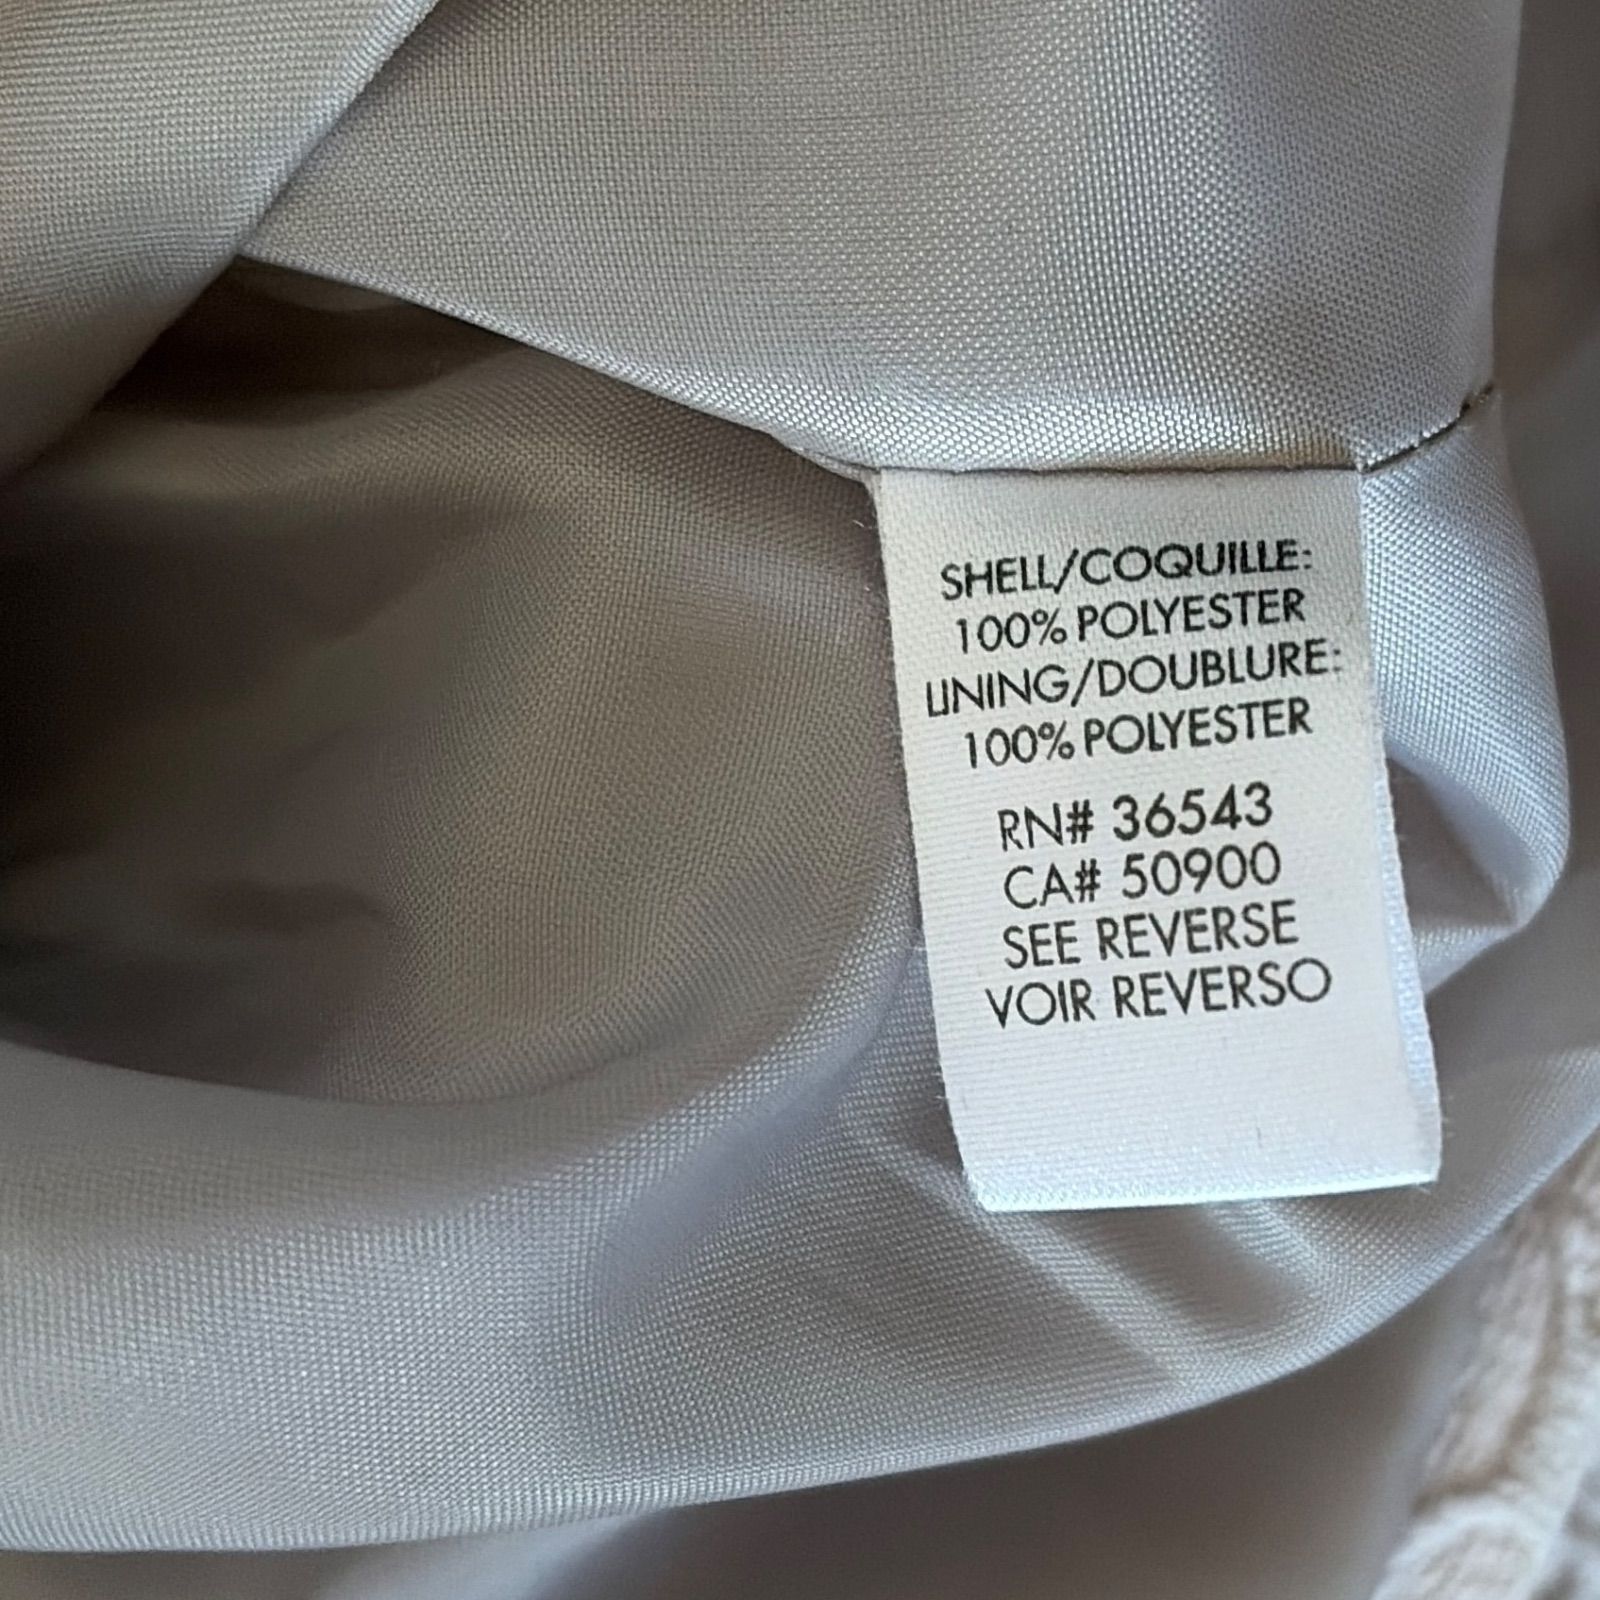 SHELL/COQUILLE:
100% POLYESTER
LINING/DOUBLURE:
100% POLYESTER
RN# 36543
CA# 50900
SEE REVERSE
VOIR REVERSO